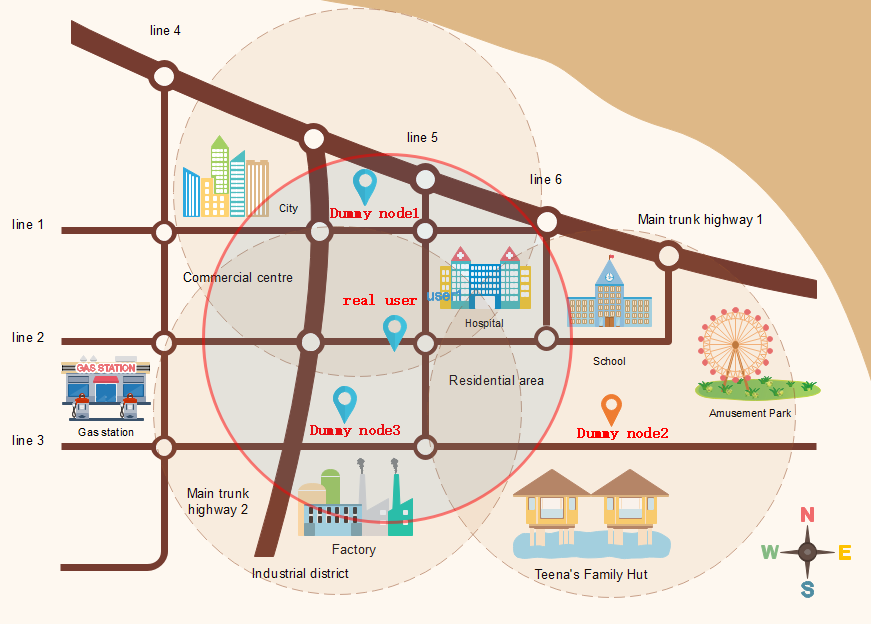 line 4
line 5
line 6
Main trunk highway 1
City
Dummy node1
line 1
Commercial centre
real user
user1
Hospital
line 2
School
GAS STATION
Residential area
Amusement Park
Gas station
Dummy node3
Dummy node2
line 3
Main trunk
highway 2
Factory
Industrial district
Teena's Family Hut
N
W
E
S